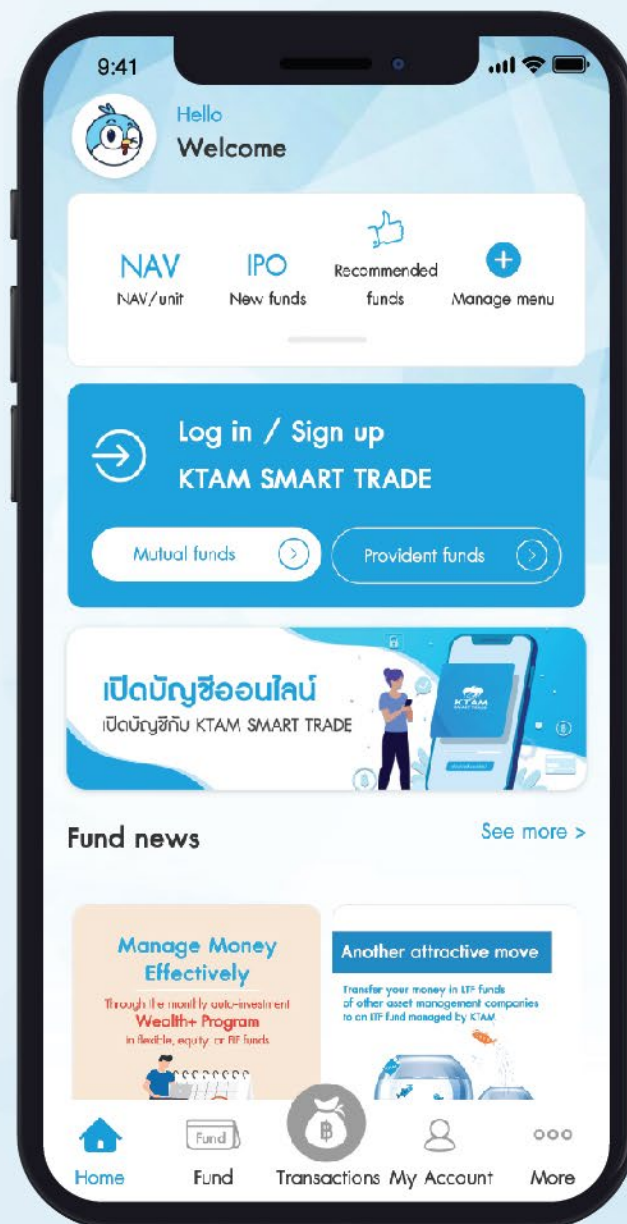 9:41
Hello
Welcome
NAV
NAV/unit
IPO
New funds
Recommended
funds
Manage menu
Log in / Sign up
KTAM SMART TRADE
Mutual funds
Provident funds
เปิดบัญชีออนไลน์
เปิดบัญชีกับ KTAM SMART TRADE
KTAM
SMART TRADE
Fund news
See more >
Manage Money
Effectively
Through the monthly auto-investment
Wealth+ Program
in flexible, equity, or FIF funds
Another attractive move
Transfer your money in LTF funds
of other asset management companies
to an LTF fund managed by KTAM
Home
Fund
Fund
฿
Transactions
My Account
More